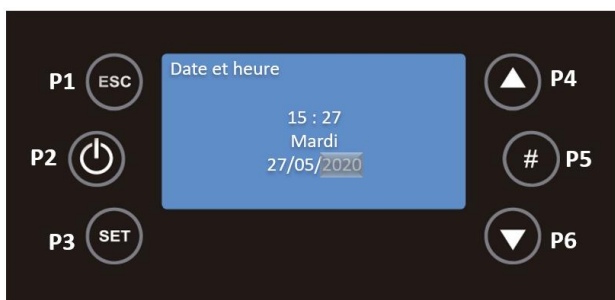 P1 ESC
Date et heure
P4
15 : 27
Mardi
P2
27/05/2020
# P5
P3 SET
P6